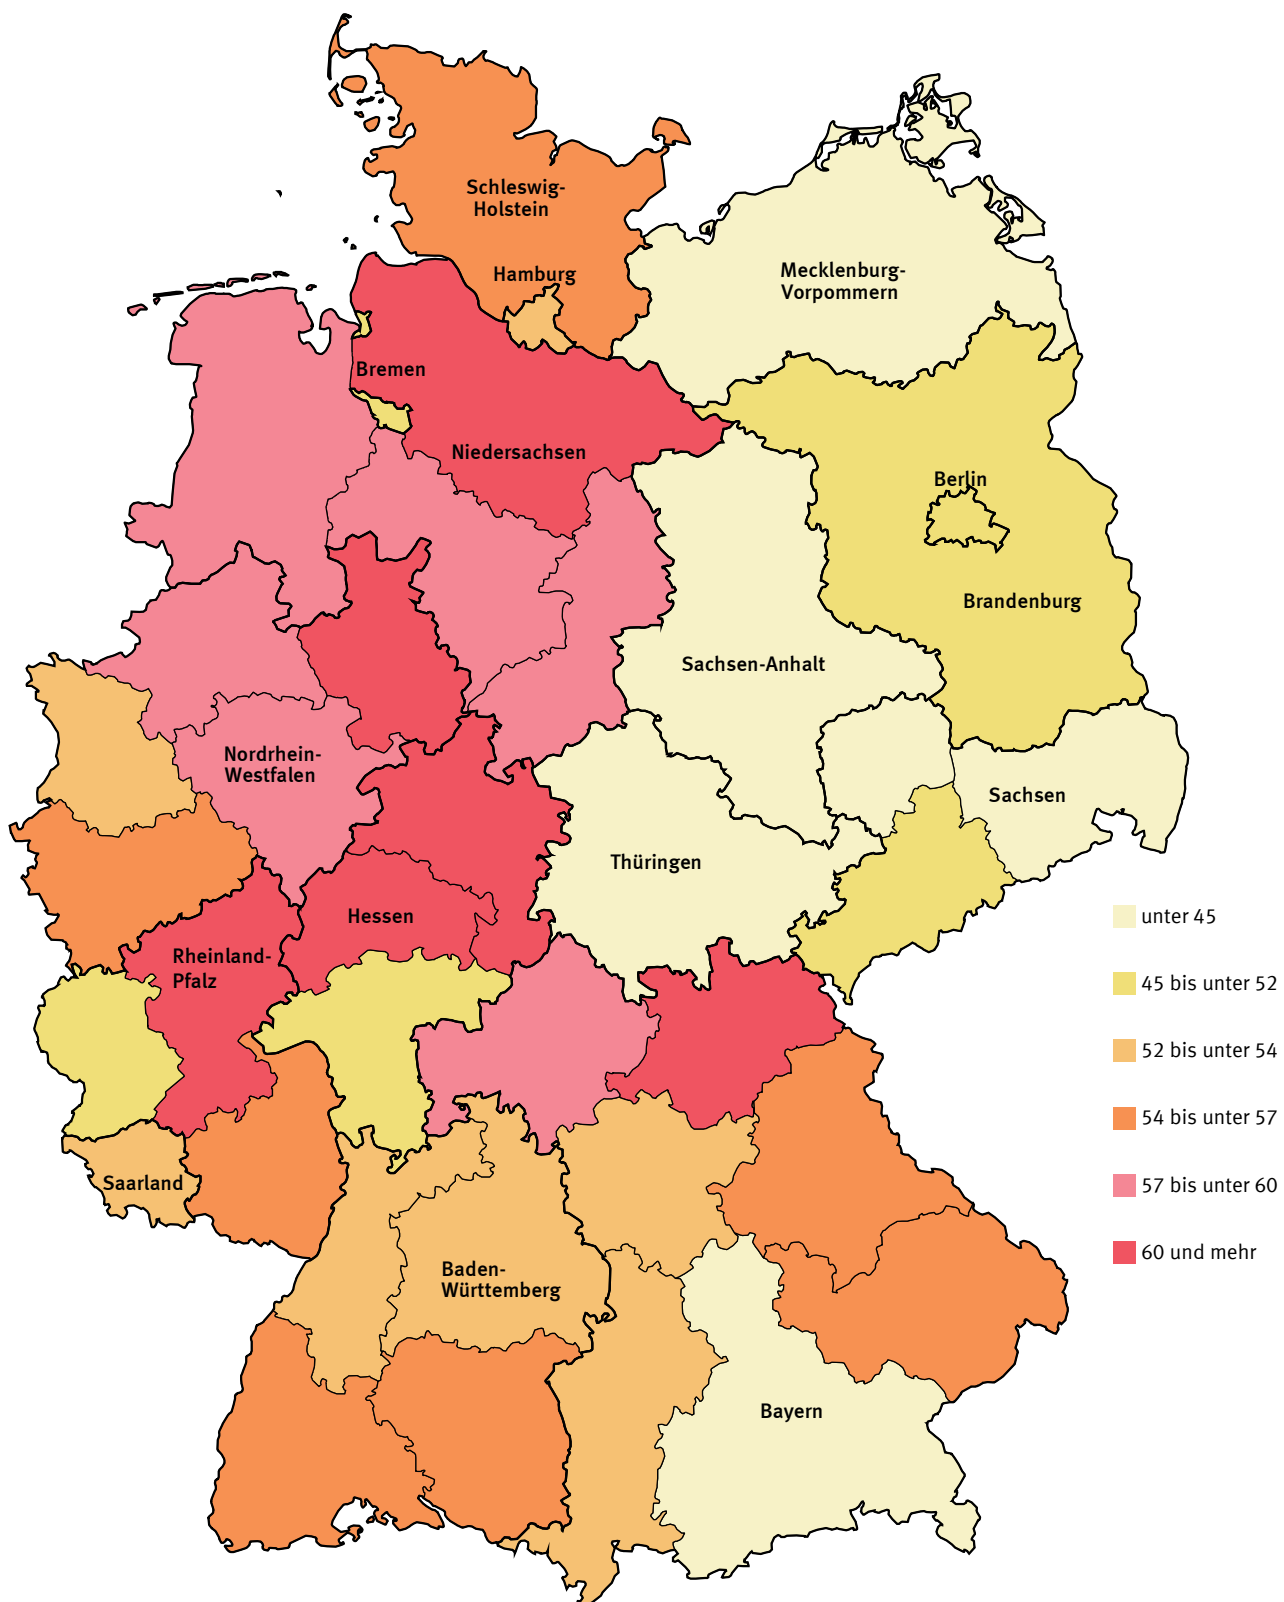 Schleswig-
Holstein
Hamburg
Mecklenburg-
Vorpommern
Bremen
Niedersachsen
Berlin
Brandenburg
Sachsen-Anhalt
Nordrhein-
Westfalen
Sachsen
Thüringen
Hessen
Rheinland-
Pfalz
Saarland
Baden-
Württemberg
Bayern
unter 45
45 bis unter 52
52 bis unter 54
54 bis unter 57
57 bis unter 60
60 und mehr